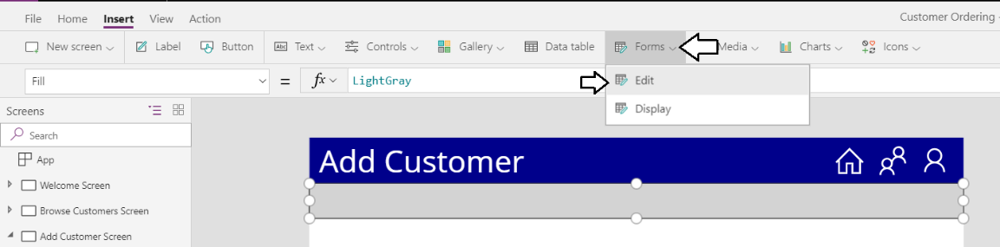 File Home Insert View Action Customer Ordering -
New screen Label Button Text Controls Gallery Data table Forms Media Charts Icons
Fill = fx LightGray
Edit
Display
Screens
Search
App
Welcome Screen
Browse Customers Screen
Add Customer Screen
Add Customer